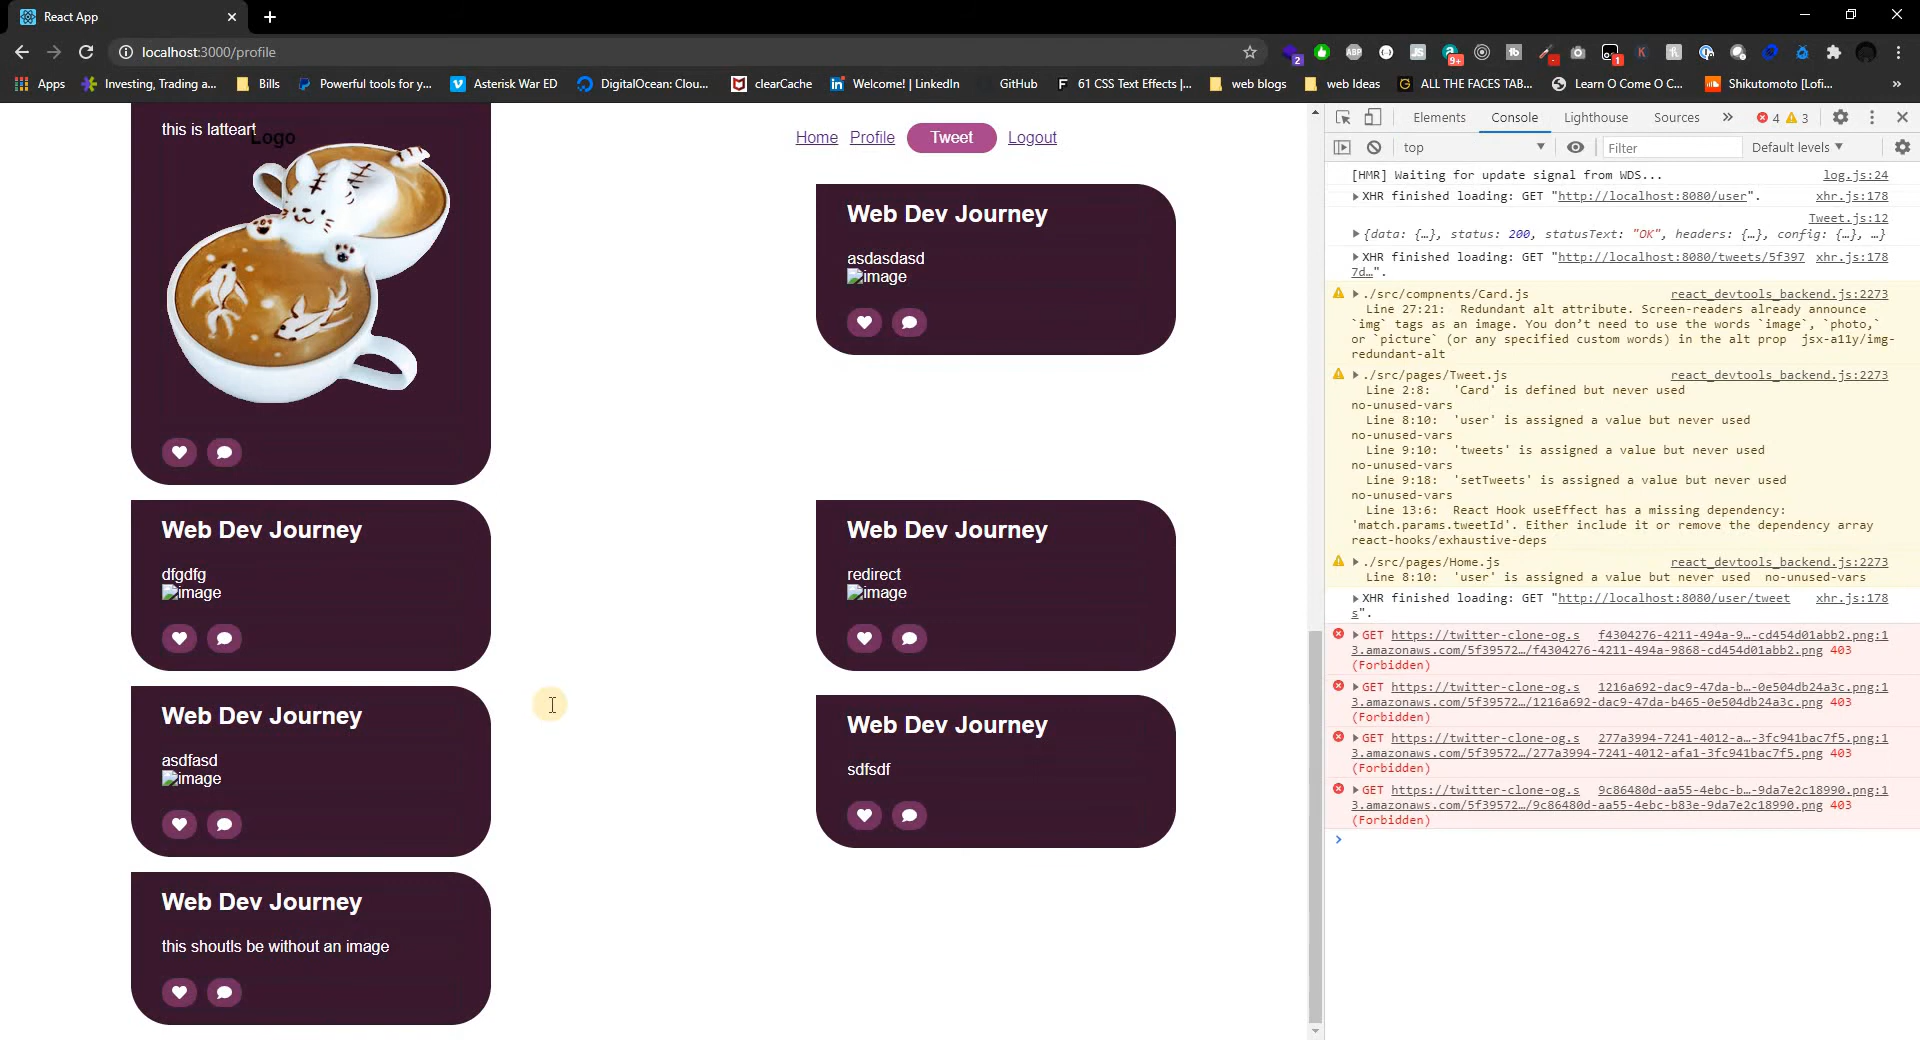 React App
localhost:3000/profile
Apps
Investing, Trading a...
Bills
Powerful tools for y...
Asterisk War ED
DigitalOcean: Clou...
clearCache
Welcome! | LinkedIn
GitHub
61 CSS Text Effects |...
web blogs
web Ideas
ALL THE FACES TAB...
Learn O Come O C...
Shikutomoto [Lofi...
»
this is latteart
Logo
Home Profile Tweet Logout
Web Dev Journey
asdasdasd
image
Web Dev Journey
dfgdfg
image
Web Dev Journey
redirect
image
Web Dev Journey
asdfasd
image
Web Dev Journey
sdfsdf
Web Dev Journey
this shoutls be without an image
Elements Console Lighthouse Sources » 4 3
top Filter Default levels
[HMR] Waiting for update signal from WDS... log.js:24
XHR finished loading: GET "http://localhost:8080/user". xhr.js:178
Tweet.js:12
{data: {…}, status: 200, statusText: "OK", headers: {…}, config: {…}, …}
XHR finished loading: GET "http://localhost:8080/tweets/5f397 xhr.js:178
7d…".
./src/compnents/Card.js react_devtools_backend.js:2273
Line 27:21: Redundant alt attribute. Screen-readers already announce
`img` tags as an image. You don't need to use the words `image`, `photo,`
or `picture` (or any specified custom words) in the alt prop jsx-a11y/img-
redundant-alt
./src/pages/Tweet.js react_devtools_backend.js:2273
Line 2:8: 'Card' is defined but never used
no-unused-vars
Line 8:10: 'user' is assigned a value but never used
no-unused-vars
Line 9:10: 'tweets' is assigned a value but never used
no-unused-vars
Line 9:18: 'setTweets' is assigned a value but never used
no-unused-vars
Line 13:6: React Hook useEffect has a missing dependency:
'match.params.tweetId'. Either include it or remove the dependency array
react-hooks/exhaustive-deps
./src/pages/Home.js react_devtools_backend.js:2273
Line 8:10: 'user' is assigned a value but never used no-unused-vars
XHR finished loading: GET "http://localhost:8080/user/tweet xhr.js:178
s".
GET https://twitter-clone-og.s f4304276-4211-494a-9…-cd454d01abb2.png:1
3.amazonaws.com/5f39572…/f4304276-4211-494a-9868-cd454d01abb2.png 403
(Forbidden)
GET https://twitter-clone-og.s 1216a692-dac9-47da-b…-0e504db24a3c.png:1
3.amazonaws.com/5f39572…/1216a692-dac9-47da-b465-0e504db24a3c.png 403
(Forbidden)
GET https://twitter-clone-og.s 277a3994-7241-4012-a…-3fc941bac7f5.png:1
3.amazonaws.com/5f39572…/277a3994-7241-4012-afa1-3fc941bac7f5.png 403
(Forbidden)
GET https://twitter-clone-og.s 9c86480d-aa55-4ebc-b…-9da7e2c18990.png:1
3.amazonaws.com/5f39572…/9c86480d-aa55-4ebc-b83e-9da7e2c18990.png 403
(Forbidden)